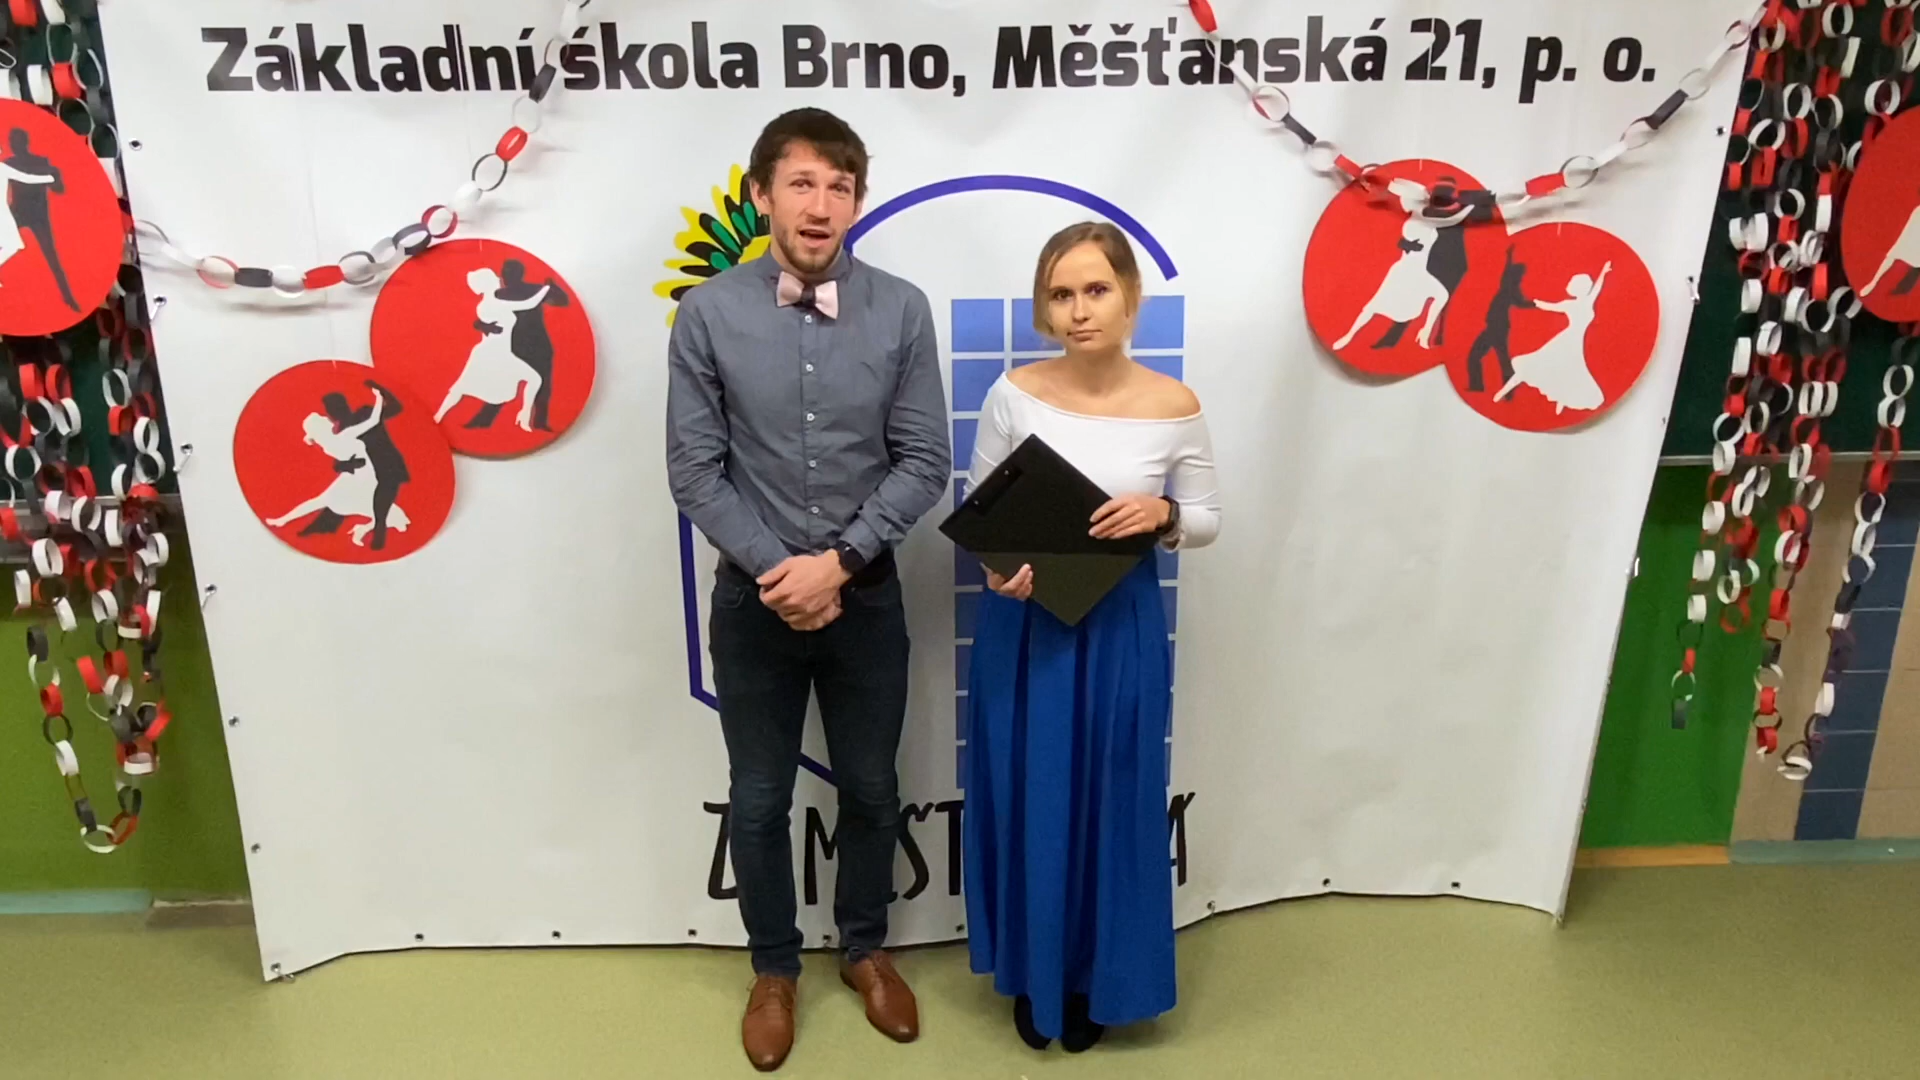 Základní škola Brno, Měšťanská 21, p. o.